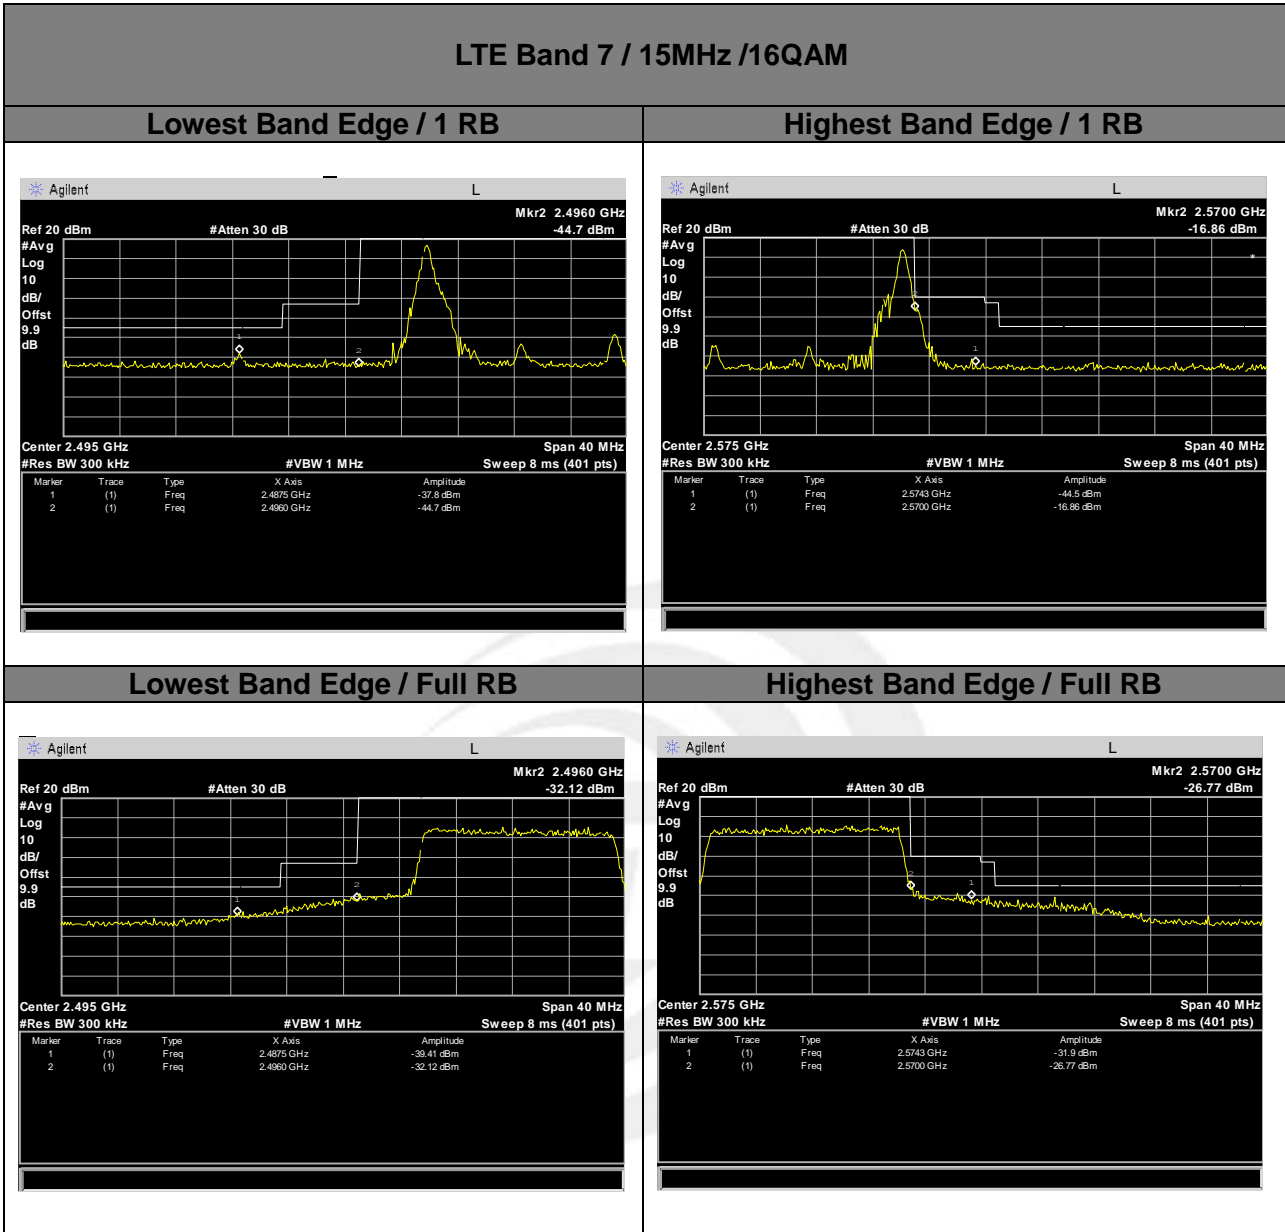 LTE Band 7 / 15MHz /16QAM
Lowest Band Edge / 1 RB
Highest Band Edge / 1 RB
Agilent L
Mkr2 2.4960 GHz
Ref 20 dBm #Atten 30 dB -44.7 dBm
#Avg
Log
10
dB/
Offst
9.9
dB
1
2
Center 2.495 GHz Span 40 MHz
#Res BW 300 kHz #VBW 1 MHz Sweep 8 ms (401 pts)
Marker Trace Type X Axis Amplitude
1 (1) Freq 2.4875 GHz -37.8 dBm
2 (1) Freq 2.4960 GHz -44.7 dBm
Agilent L
Mkr2 2.5700 GHz
Ref 20 dBm #Atten 30 dB -16.86 dBm
#Avg
Log
10
dB/
Offst
9.9
dB
*
2
1
Center 2.575 GHz Span 40 MHz
#Res BW 300 kHz #VBW 1 MHz Sweep 8 ms (401 pts)
Marker Trace Type X Axis Amplitude
1 (1) Freq 2.5743 GHz -44.5 dBm
2 (1) Freq 2.5700 GHz -16.86 dBm
Lowest Band Edge / Full RB
Highest Band Edge / Full RB
Agilent L
Mkr2 2.4960 GHz
Ref 20 dBm #Atten 30 dB -32.12 dBm
#Avg
Log
10
dB/
Offst
9.9
dB
1
2
Center 2.495 GHz Span 40 MHz
#Res BW 300 kHz #VBW 1 MHz Sweep 8 ms (401 pts)
Marker Trace Type X Axis Amplitude
1 (1) Freq 2.4875 GHz -39.41 dBm
2 (1) Freq 2.4960 GHz -32.12 dBm
Agilent L
Mkr2 2.5700 GHz
Ref 20 dBm #Atten 30 dB -26.77 dBm
#Avg
Log
10
dB/
Offst
9.9
dB
2
1
Center 2.575 GHz Span 40 MHz
#Res BW 300 kHz #VBW 1 MHz Sweep 8 ms (401 pts)
Marker Trace Type X Axis Amplitude
1 (1) Freq 2.5743 GHz -31.9 dBm
2 (1) Freq 2.5700 GHz -26.77 dBm